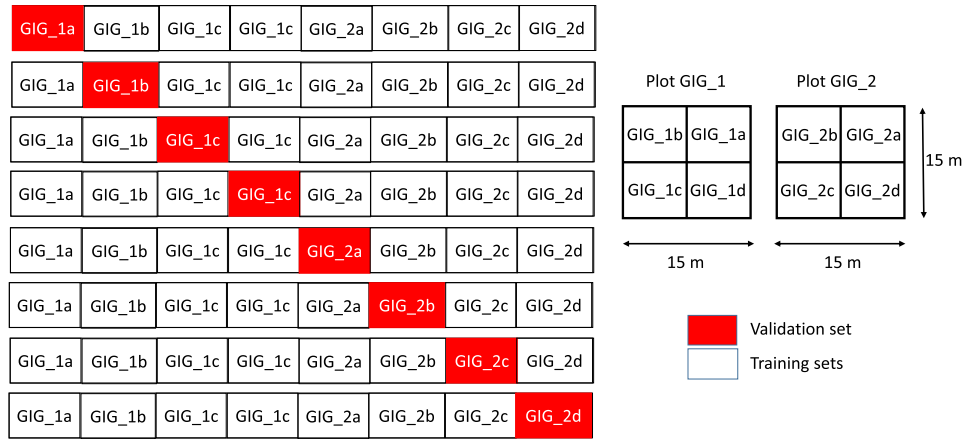 GIG_1a GIG_1b GIG_1c GIG_1c GIG_2a GIG_2b GIG_2c GIG_2d
GIG_1a GIG_1b GIG_1c GIG_1c GIG_2a GIG_2b GIG_2c GIG_2d
GIG_1a GIG_1b GIG_1c GIG_1c GIG_2a GIG_2b GIG_2c GIG_2d
GIG_1a GIG_1b GIG_1c GIG_1c GIG_2a GIG_2b GIG_2c GIG_2d
GIG_1a GIG_1b GIG_1c GIG_1c GIG_2a GIG_2b GIG_2c GIG_2d
GIG_1a GIG_1b GIG_1c GIG_1c GIG_2a GIG_2b GIG_2c GIG_2d
GIG_1a GIG_1b GIG_1c GIG_1c GIG_2a GIG_2b GIG_2c GIG_2d
GIG_1a GIG_1b GIG_1c GIG_1c GIG_2a GIG_2b GIG_2c GIG_2d
Plot GIG_1
GIG_1b GIG_1a
GIG_1c GIG_1d
15 m
Plot GIG_2
GIG_2b GIG_2a
GIG_2c GIG_2d
15 m
15 m
Validation set
Training sets